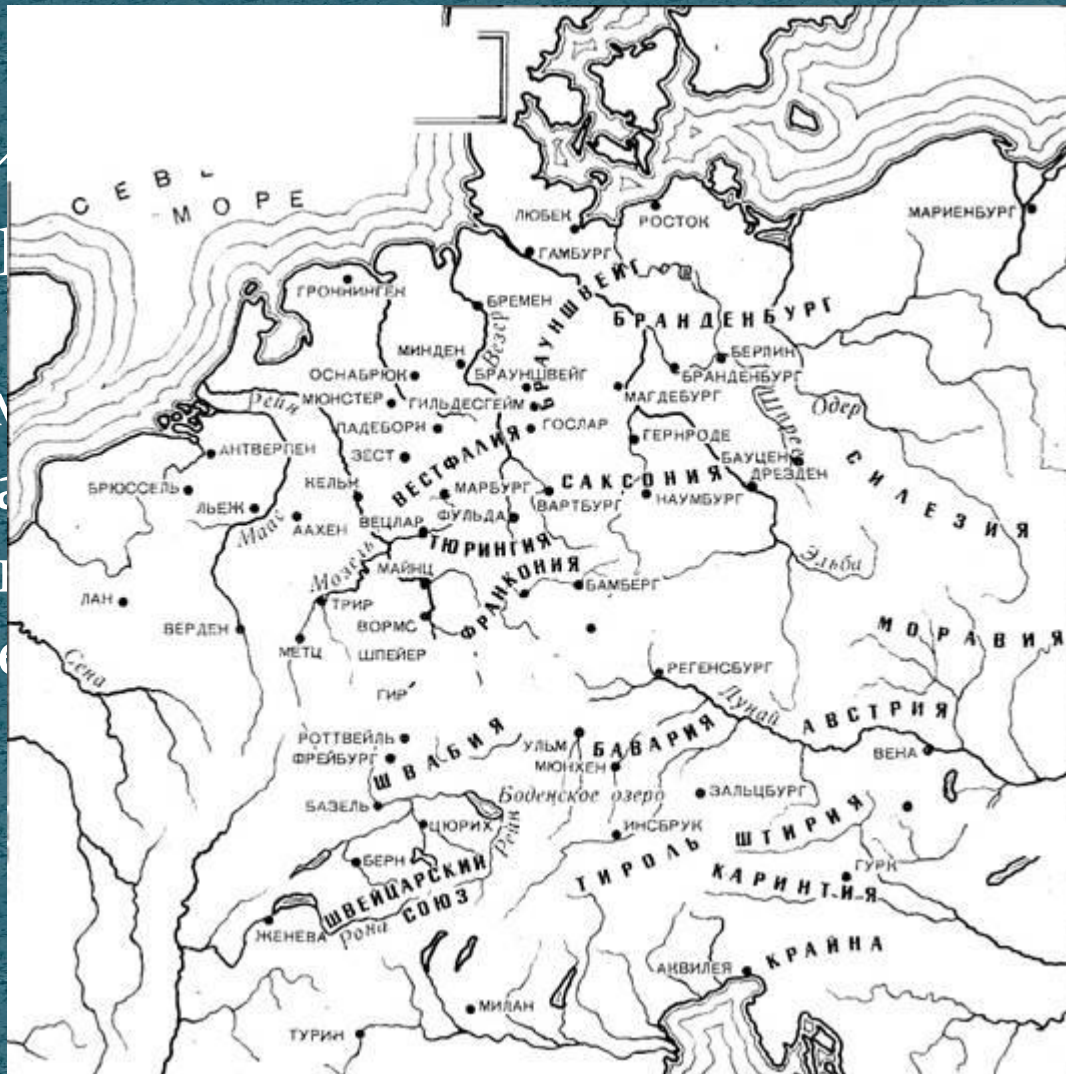 МОРЕ
ЛЮБЕК
РОСТОК
МАРИЕНБУРГ
ГАМБУРГ
ГРОННИНГЕН
БРЕМЕН
БРАУНШВЕЙГ
БРАНДЕНБУРГ
Везер
МИНДЕН
БЕРЛИН
ОСНАБРЮК
БРАУНШВЕЙГ
БРАНДЕНБУРГ
Рейн
МЮНСТЕР
ГИЛЬДЕСГЕЙМ
МАГДЕБУРГ
Шпрее
Одер
ПАДЕБОРН
ГОСЛАР
ГЕРНРОДЕ
АНТВЕРПЕН
ЗЕСТ
ВЕСТФАЛИЯ
БАУЦЕН
ДРЕЗДЕН
СИЛЕЗИЯ
БРЮССЕЛЬ
КЕЛЬН
МАРБУРГ
САКСОНИЯ
ЛЬЕЖ
ВАРТБУРГ
НАУМБУРГ
Маас
ААХЕН
ВЕЦЛАР
ФУЛЬДА
ТЮРИНГИЯ
Мозель
Эльба
МАЙНЦ
ФРАНКОНИЯ
БАМБЕРГ
ЛАН
ТРИР
ВЕРДЕН
ВОРМС
МОРАВИЯ
МЕТЦ
ШПЕЙЕР
Сена
РЕГЕНСБУРГ
ГИР
Дунай
АВСТРИЯ
РОТТВЕЙЛЬ
ШВАБИЯ
УЛЬМ
БАВАРИЯ
ВЕНА
ФРЕЙБУРГ
МЮНХЕН
БАЗЕЛЬ
Боденское озеро
ЗАЛЬЦБУРГ
ЦЮРИХ
Рейн
ИНСБРУК
ШТИРИЯ
БЕРН
ТИРОЛЬ
ГУРК
ШВЕЙЦАРСКИЙ
СОЮЗ
КАРИНТИЯ
ЖЕНЕВА
Рона
АКВИЛЕЯ
КРАЙНА
МИЛАН
ТУРИН